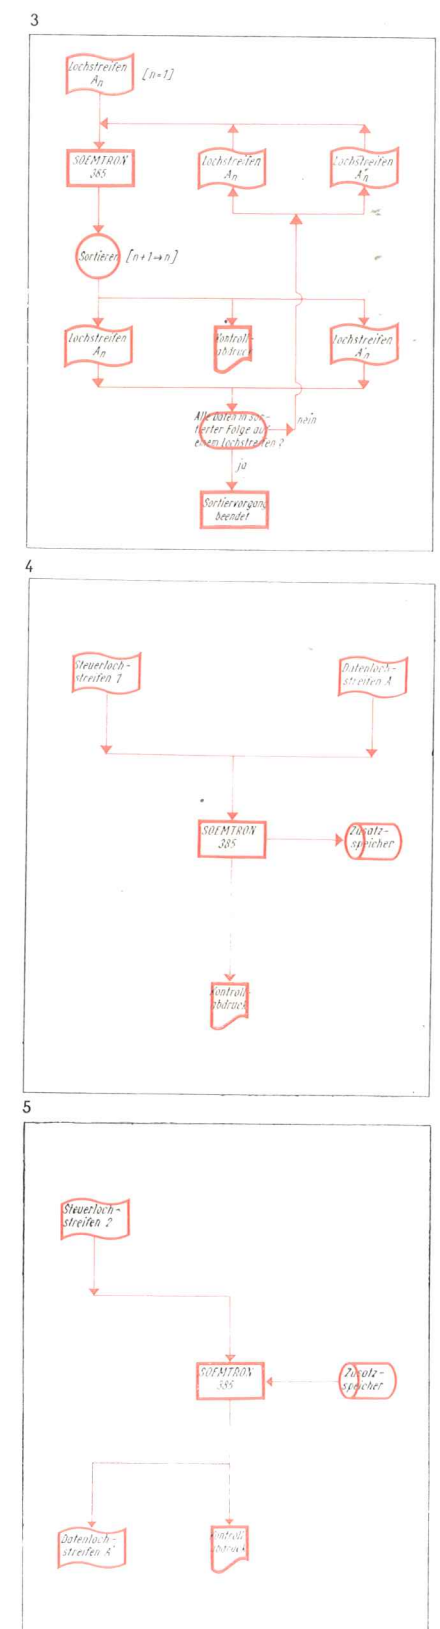 3
Lochstreifen
An
[n=1]
SOEMTRON
385
Lochstreifen
An
Lochstreifen
A"n
Sortieren
[n+1→n]
Lochstreifen
An
Kontroll-
abdruck
Lochstreifen
A'n
Alle Daten in sor-
tierter Folge auf
einem Lochstreifen?
nein
ja
Sortiervorgang
beendet
4
Steuerloch-
streifen 1
Datenloch-
streifen A
SOEMTRON
385
Zusatz-
speicher
Kontroll-
abdruck
5
Steuerloch-
streifen 2
SOEMTRON
385
Zusatz-
speicher
Datenloch-
streifen A'
Kontroll-
abdruck